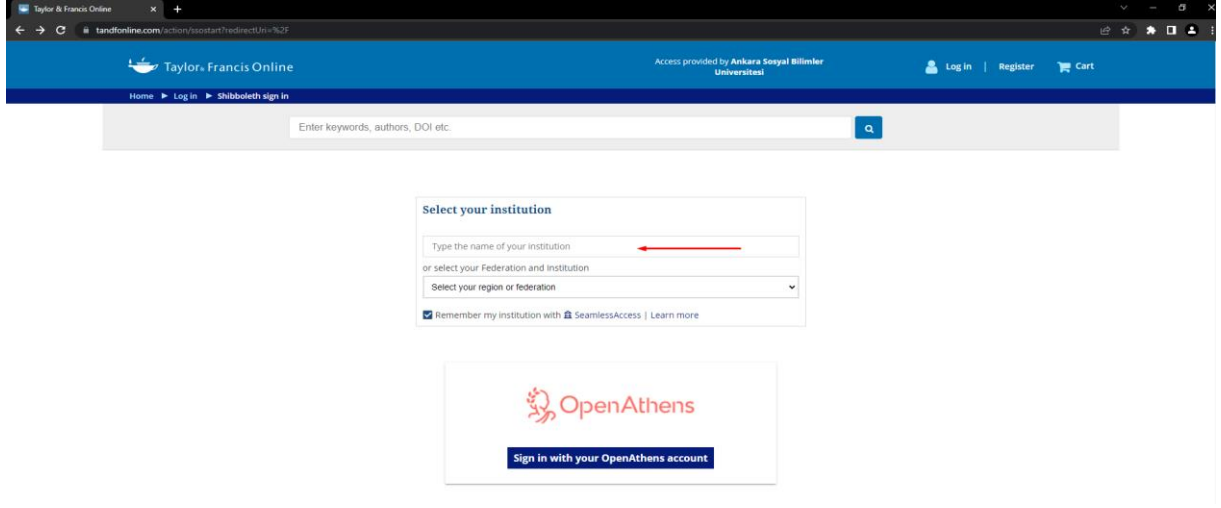 Taylor & Francis Online
tandfonline.com/action/ssostart?redirectUri=%2F
Taylor & Francis Online
Access provided by Ankara Sosyal Bilimler
Universitesi
Log in | Register
Cart
Home ▶ Log in ▶ Shibboleth sign in
Enter keywords, authors, DOI etc.
Select your institution
Type the name of your institution
or select your Federation and institution
Select your region or federation
Remember my institution with SeamlessAccess | Learn more
OpenAthens
Sign in with your OpenAthens account